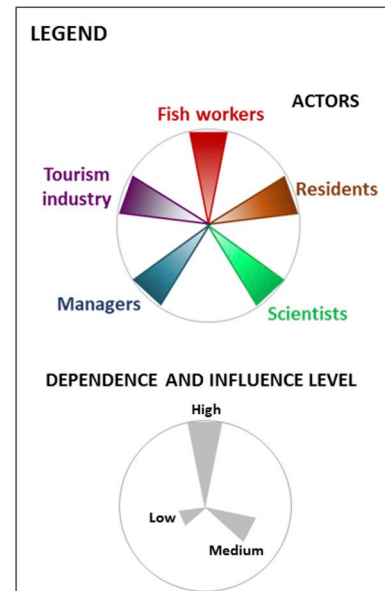 LEGEND
ACTORS
Fish workers
Tourism
industry
Residents
Managers
Scientists
DEPENDENCE AND INFLUENCE LEVEL
High
Low
Medium